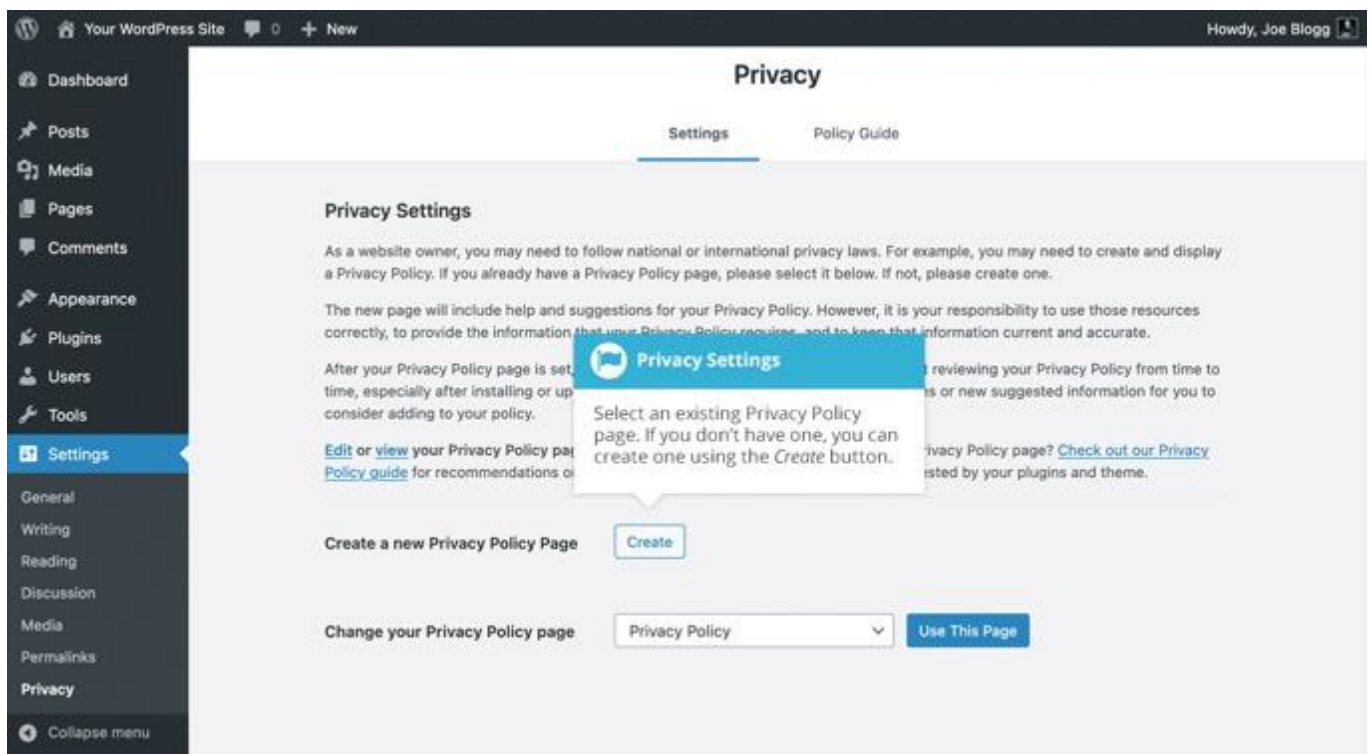 Your WordPress Site 0 + New Howdy, Joe Blogg
Dashboard
Posts
Media
Pages
Comments
Appearance
Plugins
Users
Tools
Settings
General
Writing
Reading
Discussion
Media
Permalinks
Privacy
Collapse menu
Privacy
Settings Policy Guide
Privacy Settings
As a website owner, you may need to follow national or international privacy laws. For example, you may need to create and display
a Privacy Policy. If you already have a Privacy Policy page, please select it below. If not, please create one.
The new page will include help and suggestions for your Privacy Policy. However, it is your responsibility to use those resources
correctly, to provide the information that your Privacy Policy requires, and to keep that information current and accurate.
After your Privacy Policy page is set, reviewing your Privacy Policy from time to
time, especially after installing or up s or new suggested information for you to
consider adding to your policy.
Edit or view your Privacy Policy pa ivacy Policy page? Check out our Privacy
Policy guide for recommendations o sted by your plugins and theme.
Privacy Settings
Select an existing Privacy Policy
page. If you don't have one, you can
create one using the Create button.
Create a new Privacy Policy Page Create
Change your Privacy Policy page Privacy Policy Use This Page